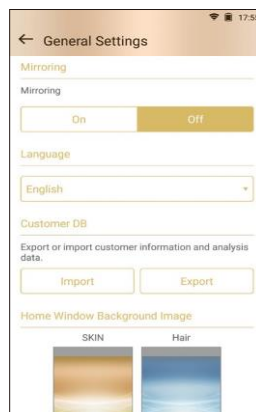 17:55
← General Settings
Mirroring
Mirroring
On Off
Language
English
Customer DB
Export or import customer information and analysis
data.
Import Export
Home Window Background Image
SKIN Hair